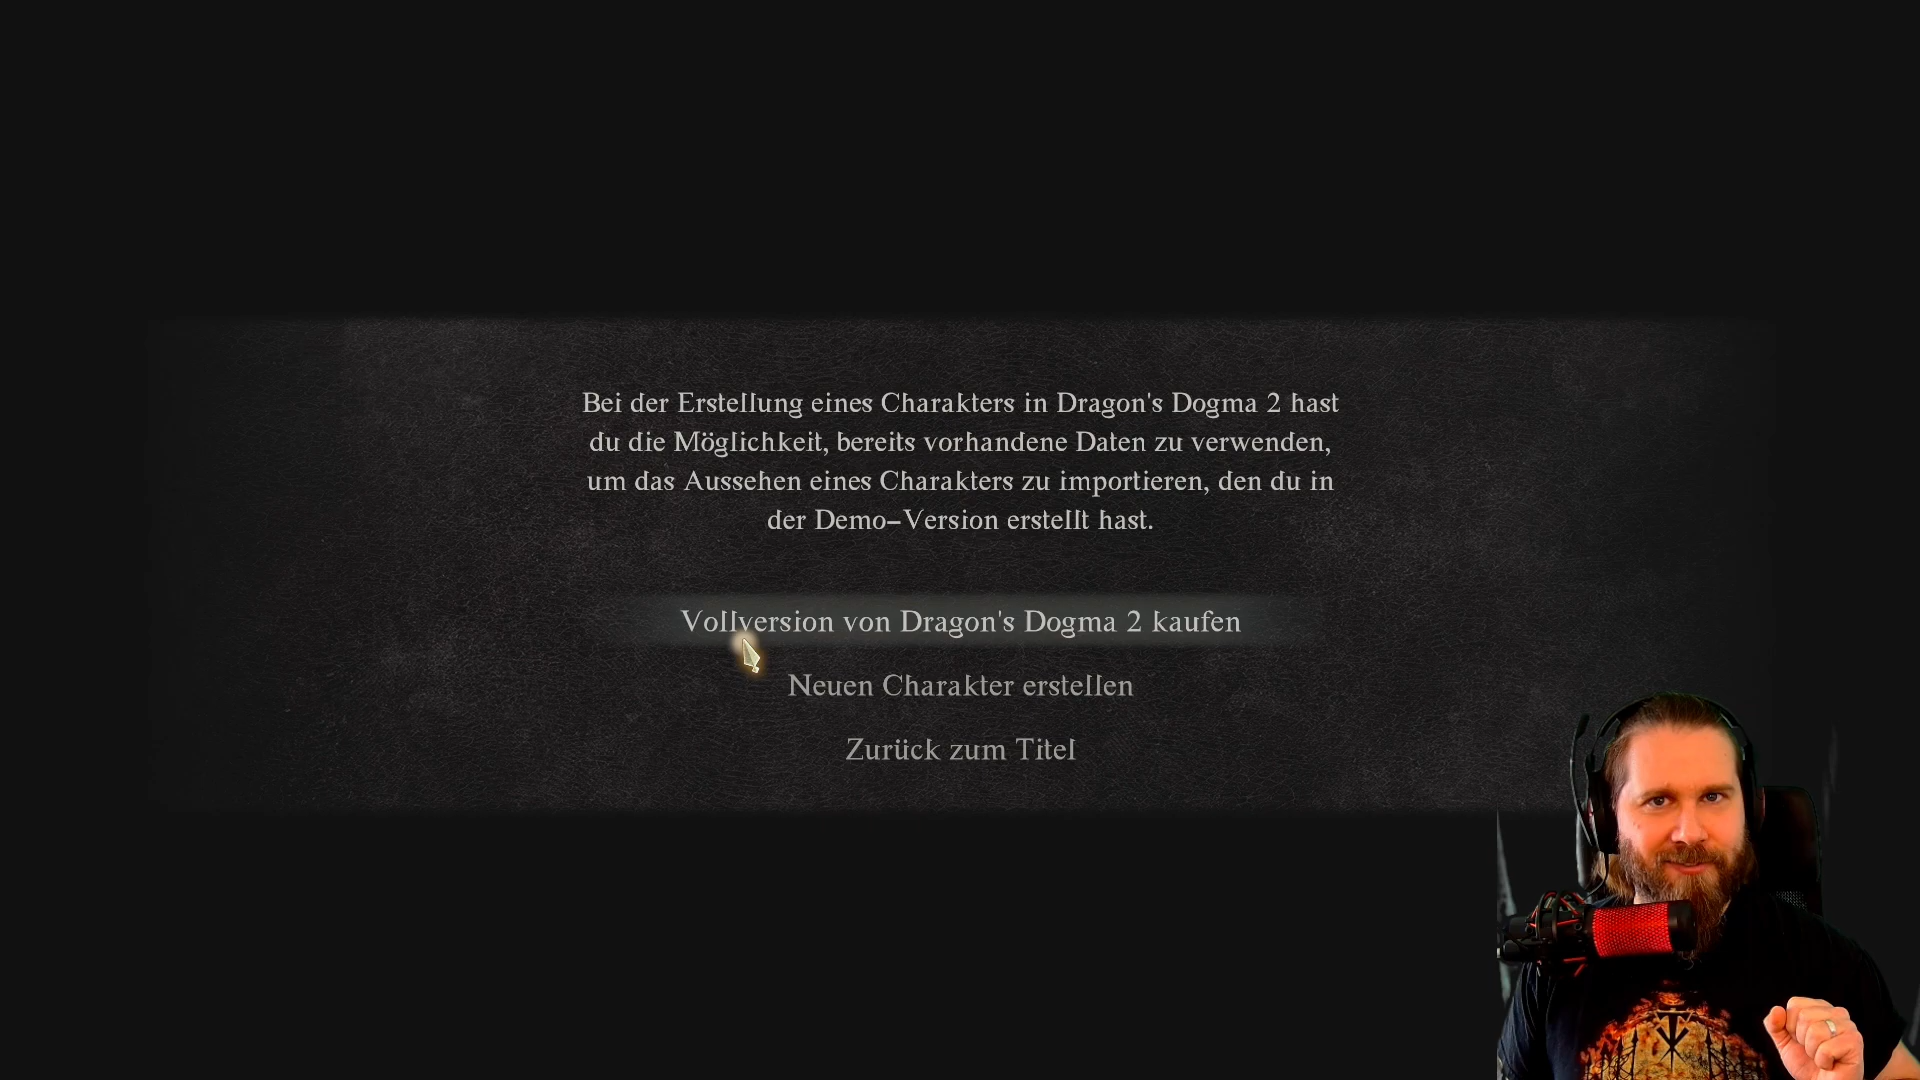 Bei der Erstellung eines Charakters in Dragon's Dogma 2 hast
du die Möglichkeit, bereits vorhandene Daten zu verwenden,
um das Aussehen eines Charakters zu importieren, den du in
der Demo-Version erstellt hast.
Vollversion von Dragon's Dogma 2 kaufen
Neuen Charakter erstellen
Zurück zum Titel